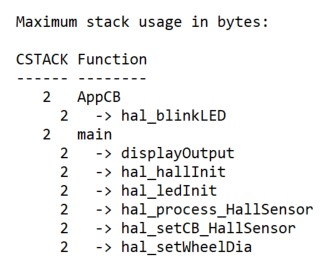 Maximum stack usage in bytes:
CSTACK Function
------ --------
2 AppCB
2 -> hal_blinkLED
2 main
2 -> displayOutput
2 -> hal_hallInit
2 -> hal_ledInit
2 -> hal_process_HallSensor
2 -> hal_setCB_HallSensor
2 -> hal_setWheelDia